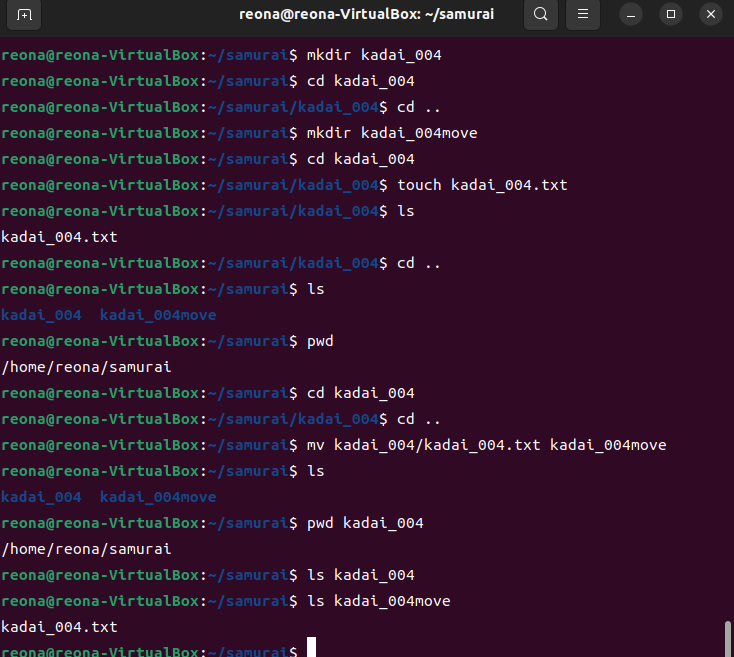 reona@reona-VirtualBox: ~/samurai
reona@reona-VirtualBox:~/samurai$ mkdir kadai_004
reona@reona-VirtualBox:~/samurai$ cd kadai_004
reona@reona-VirtualBox:~/samurai/kadai_004$ cd ..
reona@reona-VirtualBox:~/samurai$ mkdir kadai_004move
reona@reona-VirtualBox:~/samurai$ cd kadai_004
reona@reona-VirtualBox:~/samurai/kadai_004$ touch kadai_004.txt
reona@reona-VirtualBox:~/samurai/kadai_004$ ls
kadai_004.txt
reona@reona-VirtualBox:~/samurai/kadai_004$ cd ..
reona@reona-VirtualBox:~/samurai$ ls
kadai_004  kadai_004move
reona@reona-VirtualBox:~/samurai$ pwd
/home/reona/samurai
reona@reona-VirtualBox:~/samurai$ cd kadai_004
reona@reona-VirtualBox:~/samurai/kadai_004$ cd ..
reona@reona-VirtualBox:~/samurai$ mv kadai_004/kadai_004.txt kadai_004move
reona@reona-VirtualBox:~/samurai$ ls
kadai_004  kadai_004move
reona@reona-VirtualBox:~/samurai$ pwd kadai_004
/home/reona/samurai
reona@reona-VirtualBox:~/samurai$ ls kadai_004
reona@reona-VirtualBox:~/samurai$ ls kadai_004move
kadai_004.txt
reona@reona-VirtualBox:~/samurai$